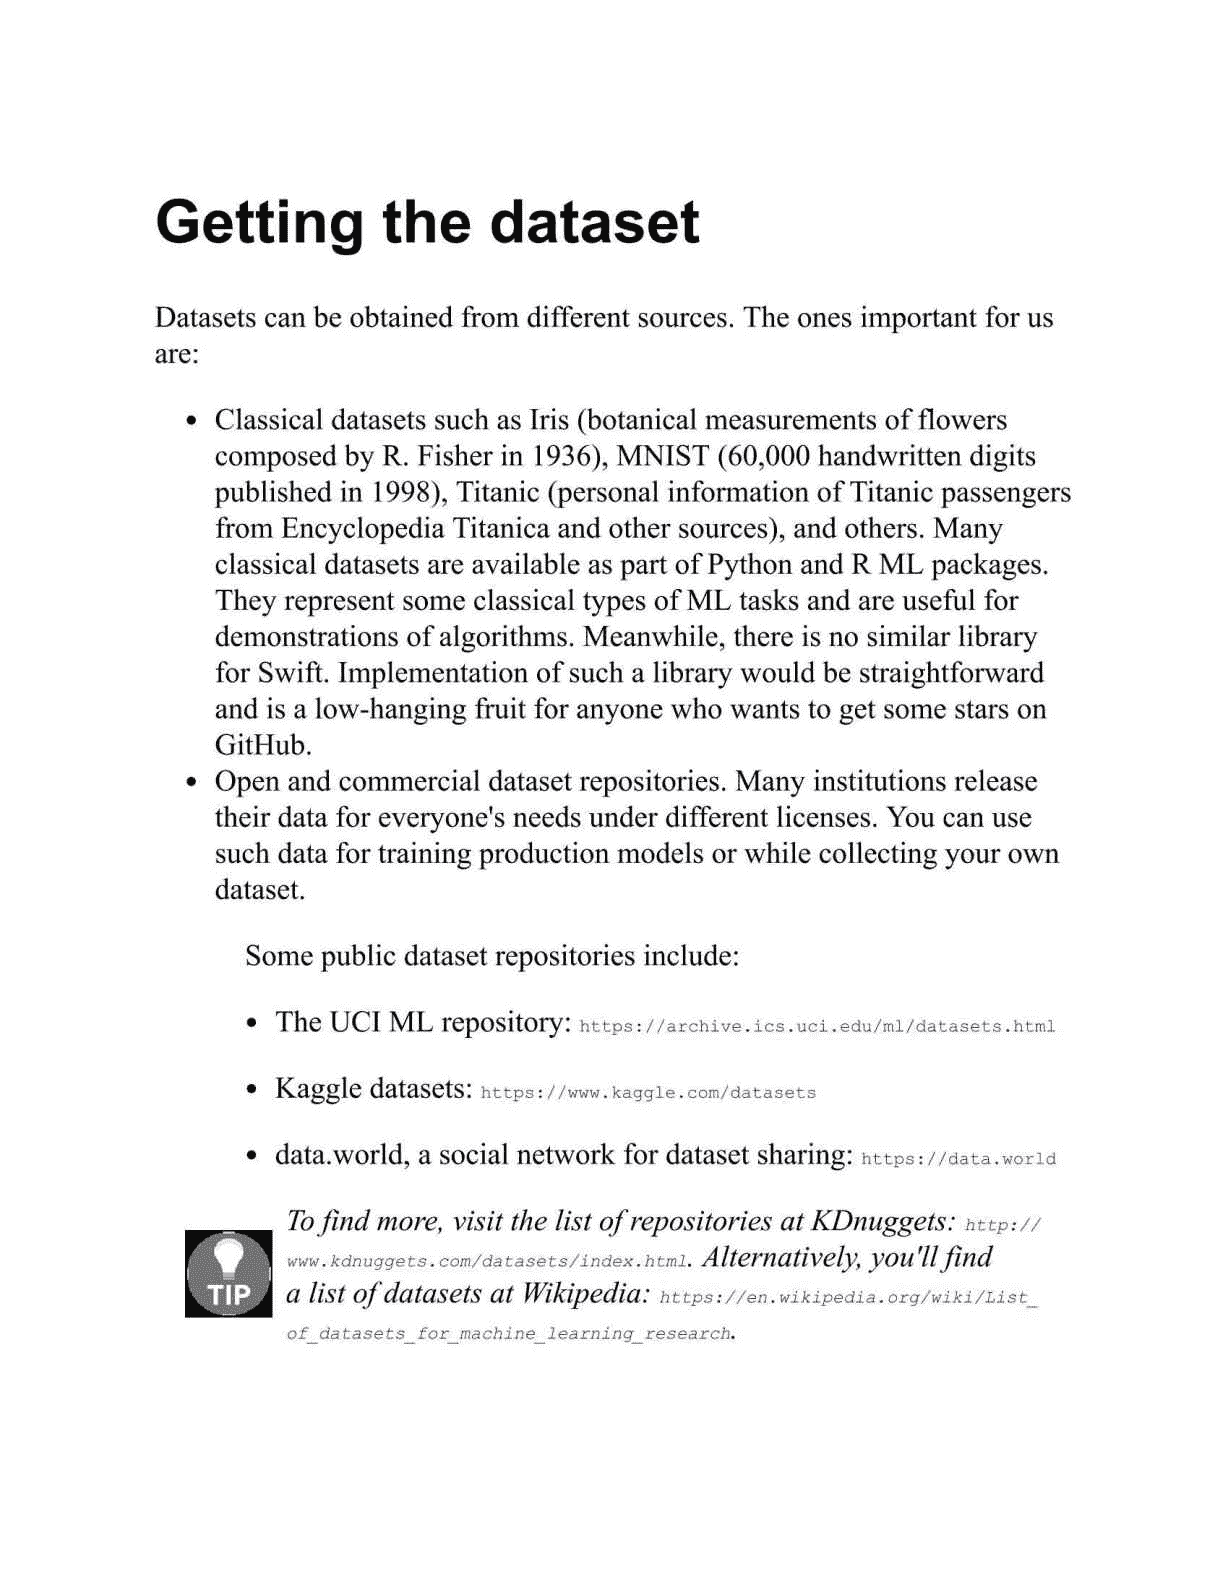 Getting the dataset
Datasets can be obtained from different sources. The ones important for us
are:
• Classical datasets such as Iris (botanical measurements of flowers
composed by R. Fisher in 1936), MNIST (60,000 handwritten digits
published in 1998), Titanic (personal information of Titanic passengers
from Encyclopedia Titanica and other sources), and others. Many
classical datasets are available as part of Python and R ML packages.
They represent some classical types of ML tasks and are useful for
demonstrations of algorithms. Meanwhile, there is no similar library
for Swift. Implementation of such a library would be straightforward
and is a low-hanging fruit for anyone who wants to get some stars on
GitHub.
• Open and commercial dataset repositories. Many institutions release
their data for everyone's needs under different licenses. You can use
such data for training production models or while collecting your own
dataset.
Some public dataset repositories include:
• The UCI ML repository: https://archive.ics.uci.edu/ml/datasets.html
• Kaggle datasets: https://www.kaggle.com/datasets
• data.world, a social network for dataset sharing: https://data.world
To find more, visit the list of repositories at KDnuggets: http://
www.kdnuggets.com/datasets/index.html. Alternatively, you'll find
TIP
a list of datasets at Wikipedia: https://en.wikipedia.org/wiki/List_
of_datasets_for_machine_learning_research.